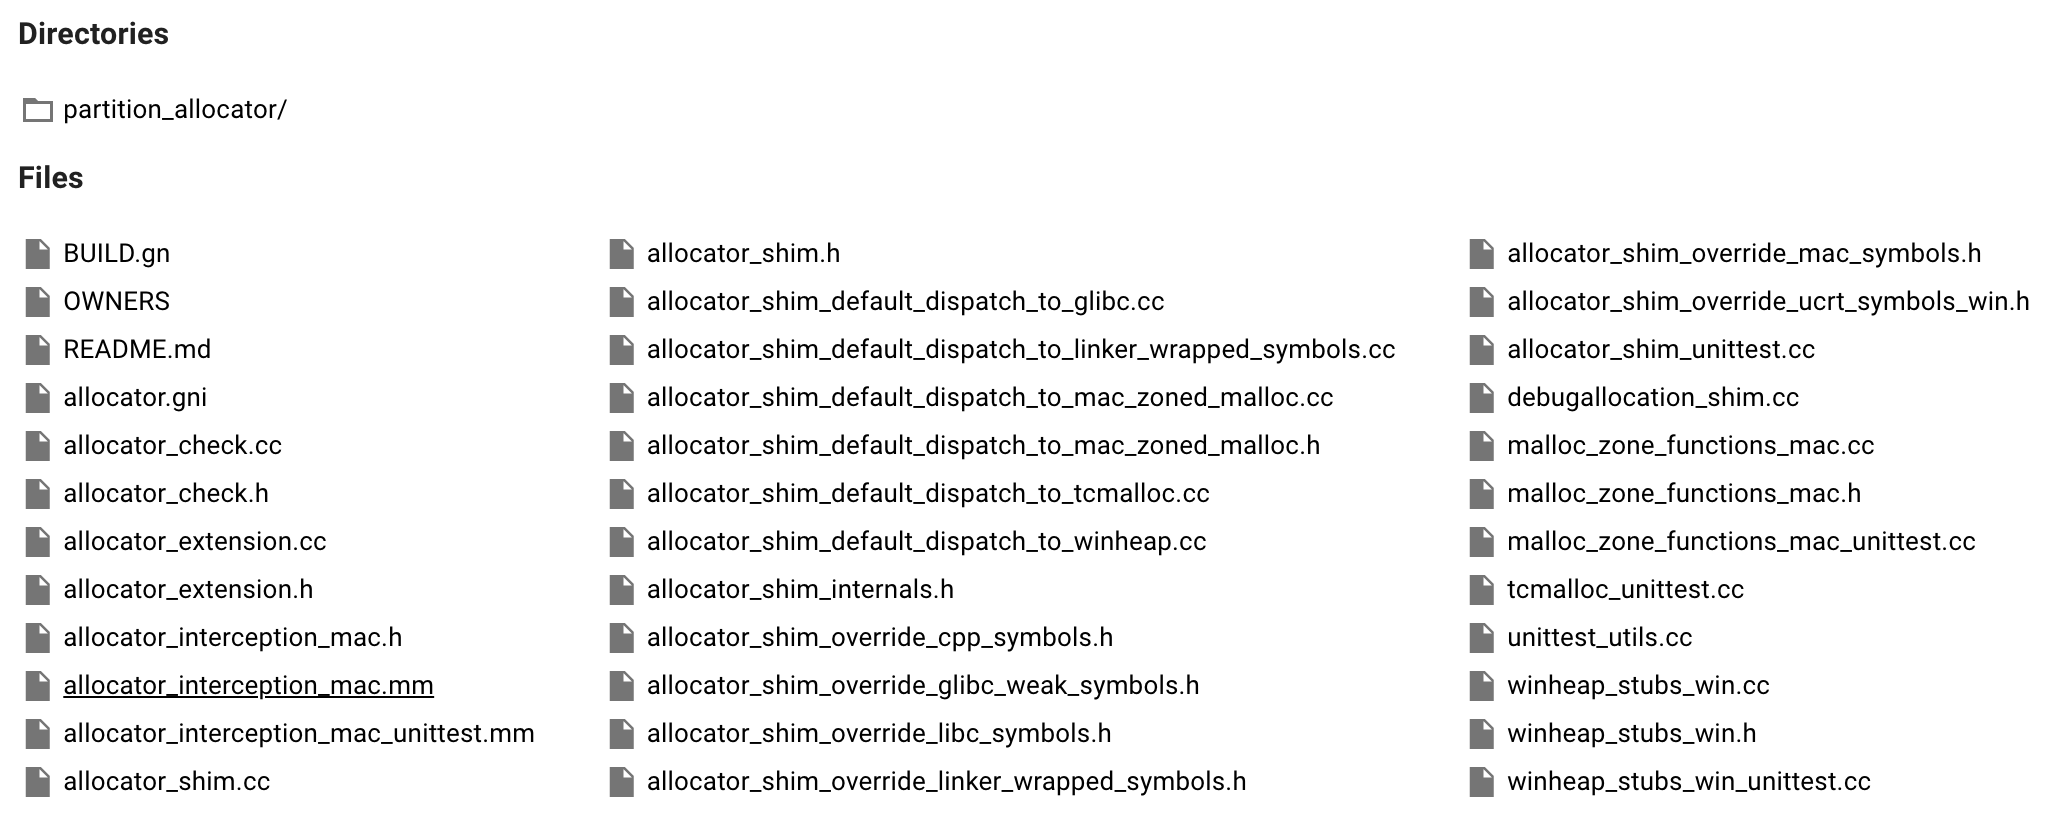 Directories
partition_allocator/
Files
BUILD.gn
OWNERS
README.md
allocator.gni
allocator_check.cc
allocator_check.h
allocator_extension.cc
allocator_extension.h
allocator_interception_mac.h
allocator_interception_mac.mm
allocator_interception_mac_unittest.mm
allocator_shim.cc
allocator_shim.h
allocator_shim_default_dispatch_to_glibc.cc
allocator_shim_default_dispatch_to_linker_wrapped_symbols.cc
allocator_shim_default_dispatch_to_mac_zoned_malloc.cc
allocator_shim_default_dispatch_to_mac_zoned_malloc.h
allocator_shim_default_dispatch_to_tcmalloc.cc
allocator_shim_default_dispatch_to_winheap.cc
allocator_shim_internals.h
allocator_shim_override_cpp_symbols.h
allocator_shim_override_glibc_weak_symbols.h
allocator_shim_override_libc_symbols.h
allocator_shim_override_linker_wrapped_symbols.h
allocator_shim_override_mac_symbols.h
allocator_shim_override_ucrt_symbols_win.h
allocator_shim_unittest.cc
debugallocation_shim.cc
malloc_zone_functions_mac.cc
malloc_zone_functions_mac.h
malloc_zone_functions_mac_unittest.cc
tcmalloc_unittest.cc
unittest_utils.cc
winheap_stubs_win.cc
winheap_stubs_win.h
winheap_stubs_win_unittest.cc